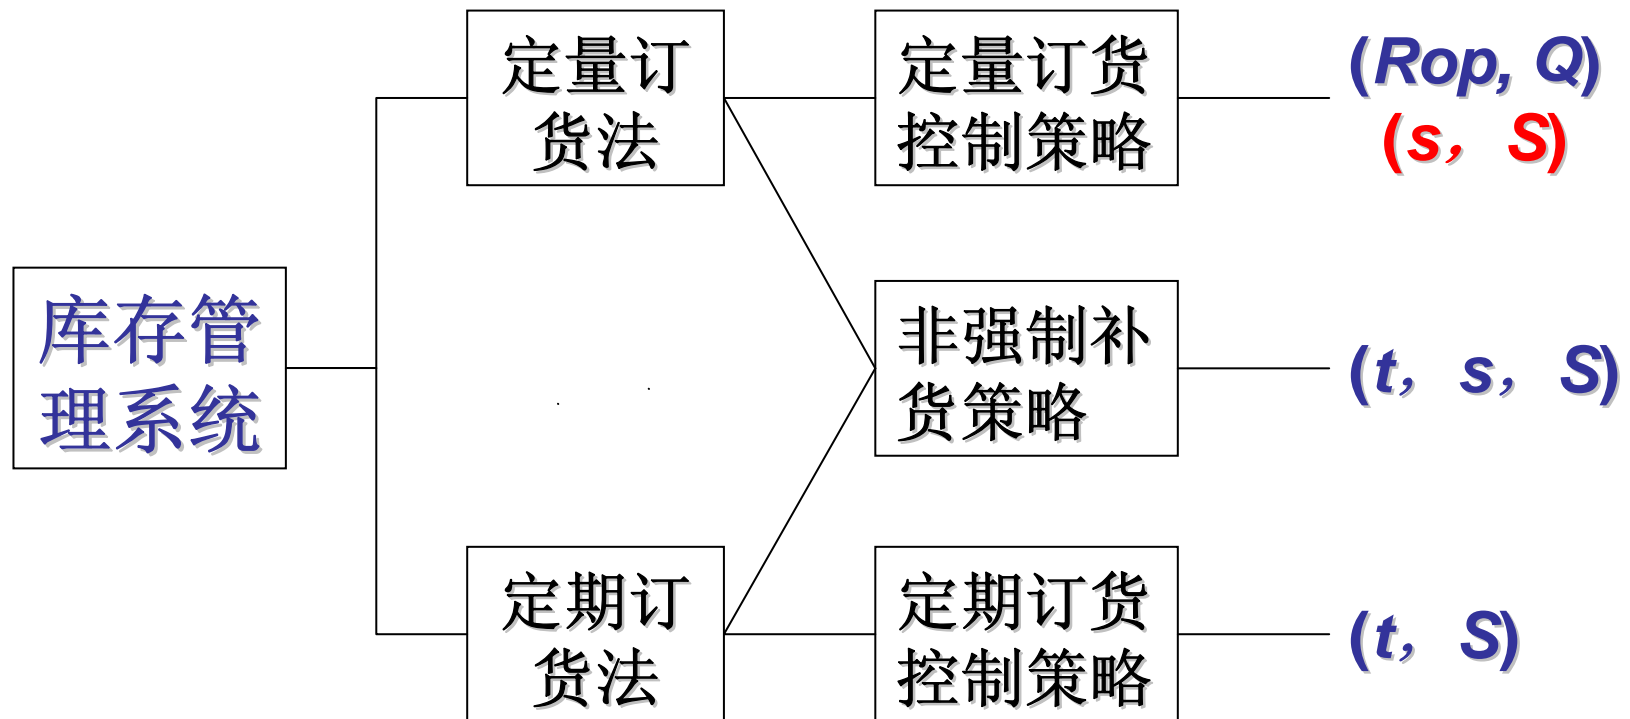 库存管
理系统
定量订
货法
定期订
货法
定量订货
控制策略
非强制补
货策略
定期订货
控制策略
(Rop, Q)
(s，S)
(t，s，S)
(t，S)